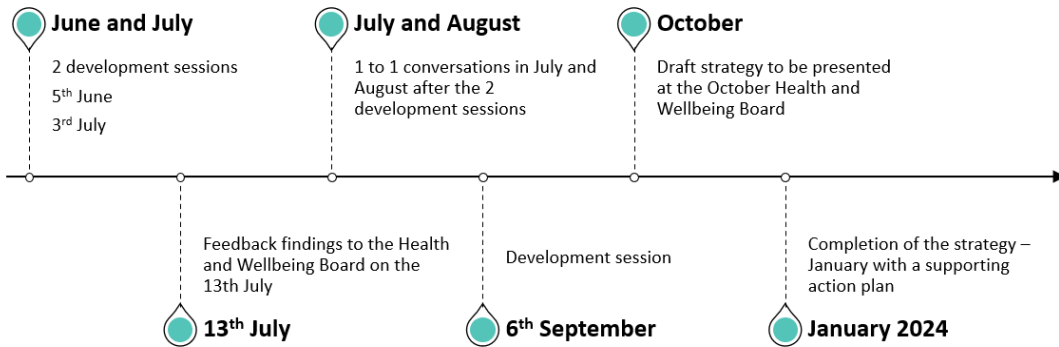 June and July
2 development sessions
5th June
3rd July
July and August
1 to 1 conversations in July and
August after the 2
development sessions
October
Draft strategy to be presented
at the October Health and
Wellbeing Board
Feedback findings to the Health
and Wellbeing Board on the
13th July
13th July
Development session
6th September
Completion of the strategy –
January with a supporting
action plan
January 2024